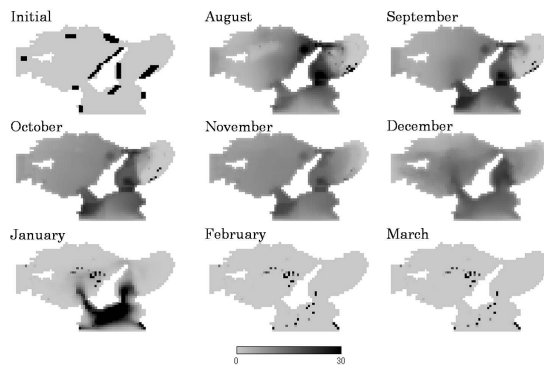 Initial
August
September
October
November
December
January
February
March
0
30